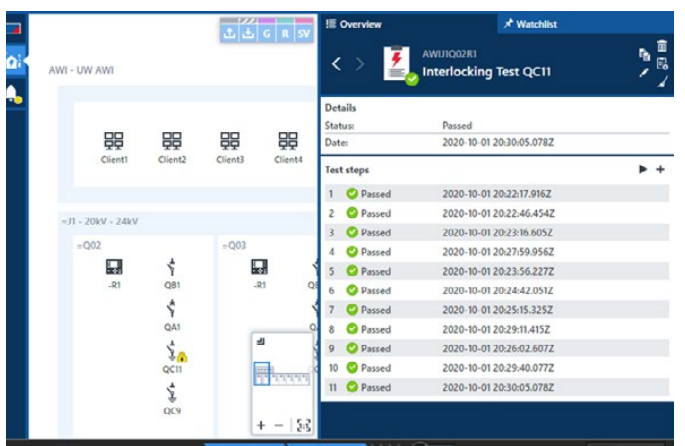 G R SV
AWI - UW AWI
Client1 Client2 Client3 Client4
=J1 - 20kV - 24kV
=Q02 =Q03
-R1 QB1 -R1
QA1
QC11
QC9
Overview Watchlist
AWIJ1Q02R1
Interlocking Test QC11
Details
Status: Passed
Date: 2020-10-01 20:30:05.078Z
Test steps
1 Passed 2020-10-01 20:22:17.916Z
2 Passed 2020-10-01 20:22:46.454Z
3 Passed 2020-10-01 20:23:16.605Z
4 Passed 2020-10-01 20:27:59.956Z
5 Passed 2020-10-01 20:23:56.227Z
6 Passed 2020-10-01 20:24:42.051Z
7 Passed 2020-10-01 20:25:15.325Z
8 Passed 2020-10-01 20:29:11.415Z
9 Passed 2020-10-01 20:26:02.607Z
10 Passed 2020-10-01 20:29:40.077Z
11 Passed 2020-10-01 20:30:05.078Z